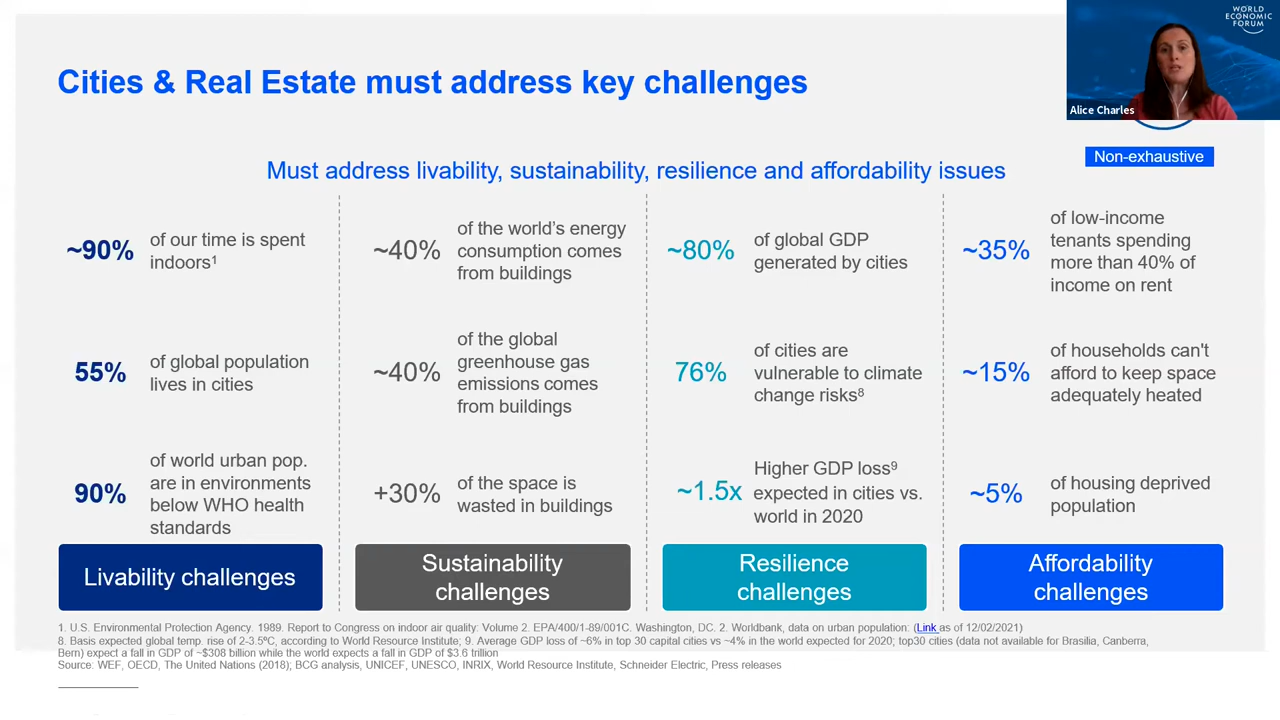 WORLD
ECONOMIC
FORUM
Alice Charles
Cities & Real Estate must address key challenges
Non-exhaustive
Must address livability, sustainability, resilience and affordability issues
~90%
of our time is spent
indoors¹
55%
of global population
lives in cities
90%
of world urban pop.
are in environments
below WHO health
standards
Livability challenges
~40%
of the world's energy
consumption comes
from buildings
~40%
of the global
greenhouse gas
emissions comes
from buildings
+30%
of the space is
wasted in buildings
Sustainability
challenges
~80%
of global GDP
generated by cities
76%
of cities are
vulnerable to climate
change risks⁸
~1.5x
Higher GDP loss⁹
expected in cities vs.
world in 2020
Resilience
challenges
~35%
of low-income
tenants spending
more than 40% of
income on rent
~15%
of households can't
afford to keep space
adequately heated
~5%
of housing deprived
population
Affordability
challenges
1. U.S. Environmental Protection Agency. 1989. Report to Congress on indoor air quality: Volume 2. EPA/400/1-89/001C. Washington, DC. 2. Worldbank, data on urban population: (Link as of 12/02/2021)
8. Basis expected global temp. rise of 2-3.5ºC, according to World Resource Institute; 9. Average GDP loss of ~6% in top 30 capital cities vs ~4% in the world expected for 2020; top30 cities (data not available for Brasilia, Canberra,
Bern) expect a fall in GDP of ~$308 billion while the world expects a fall in GDP of $3.6 trillion
Source: WEF, OECD, The United Nations (2018); BCG analysis, UNICEF, UNESCO, INRIX, World Resource Institute, Schneider Electric, Press releases